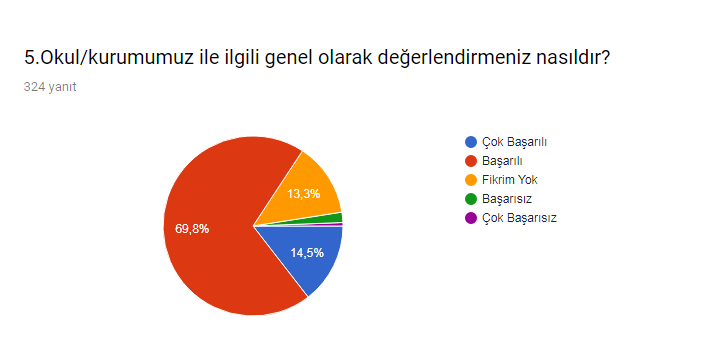 5.Okul/kurumumuz ile ilgili genel olarak değerlendirmeniz nasıldır?
324 yanıt
Çok Başarılı
Başarılı
Fikrim Yok
Başarısız
Çok Başarısız
13,3%
69,8%
14,5%